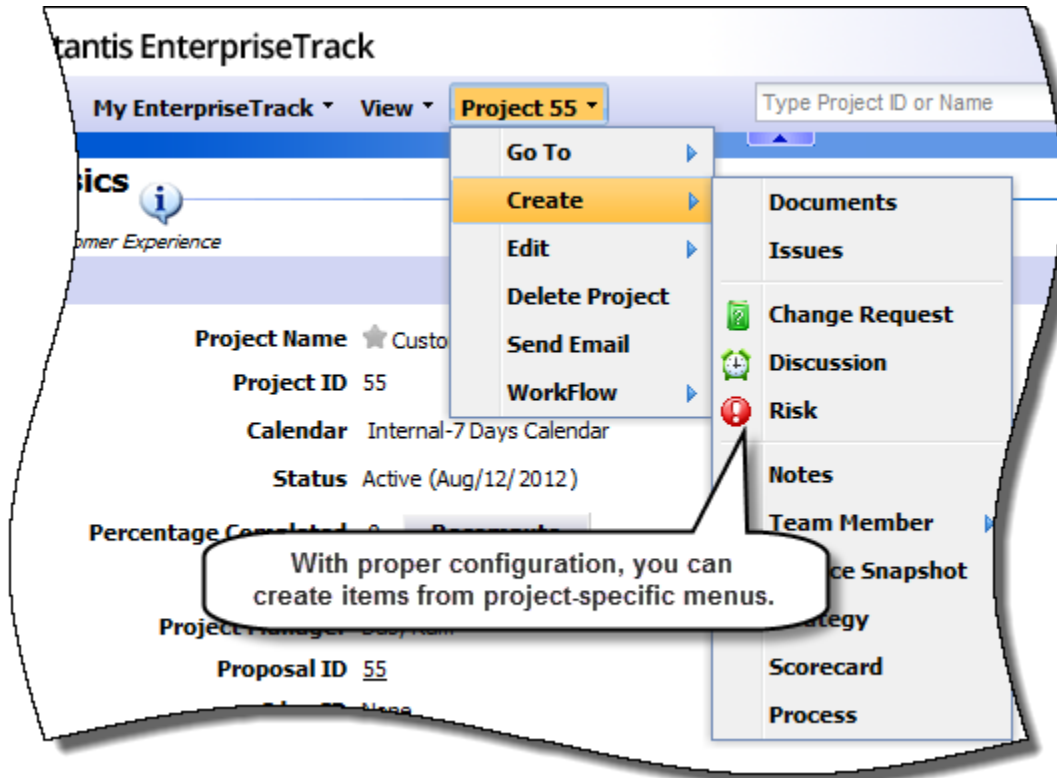 tantis EnterpriseTrack
My EnterpriseTrack View Project 55 Type Project ID or Name
Go To
sics
Create
Documents
omer Experience
Edit
Issues
Delete Project
Project Name Custo
Send Email
Change Request
Project ID 55
WorkFlow
Discussion
Calendar Internal-7 Days Calendar
Risk
Status Active (Aug/12/2012)
Notes
Percentage Completed 0
Team Member
With proper configuration, you can
create items from project-specific menus.
ce Snapshot
Project Manager
Proposal ID 55
Scorecard
None
Process